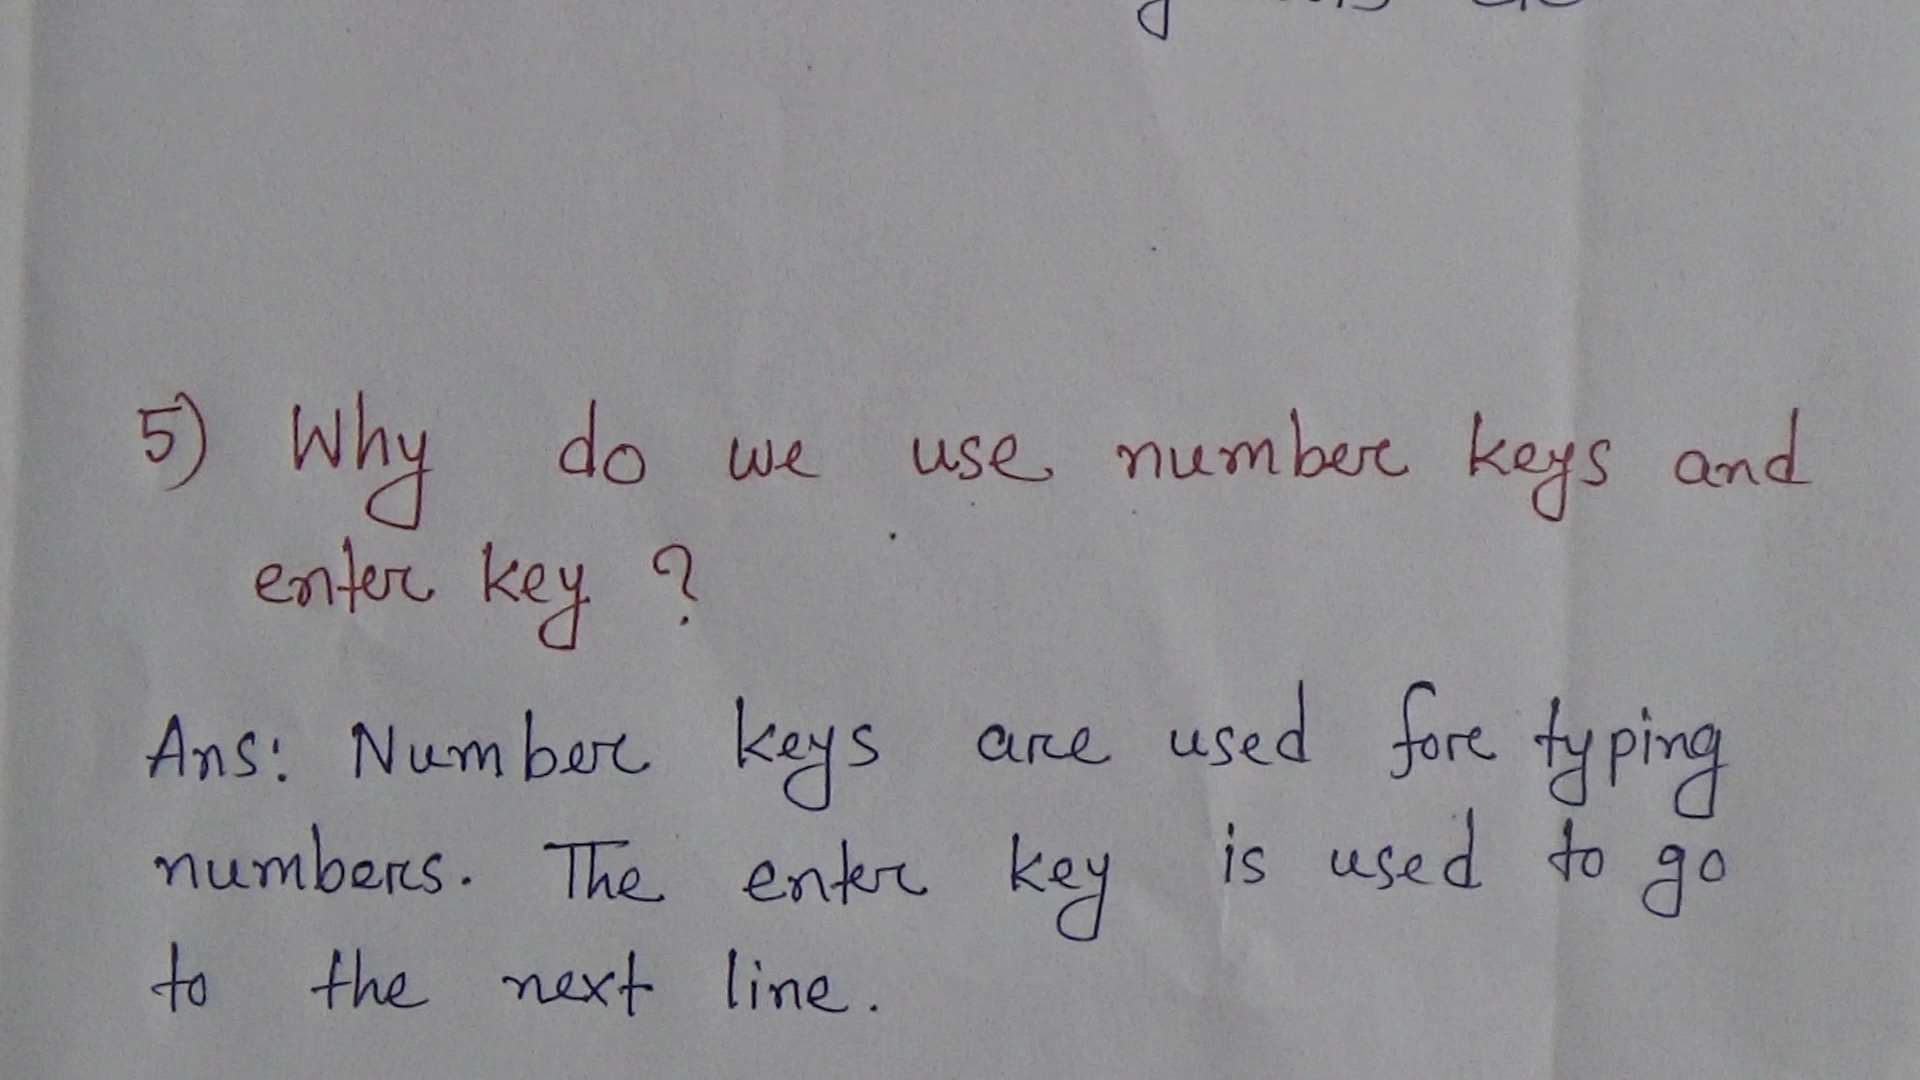 5) Why do we use number keys and
enter key ?
Ans: Number keys are used for typing
numbers. The enter key is used to go
to the next line.